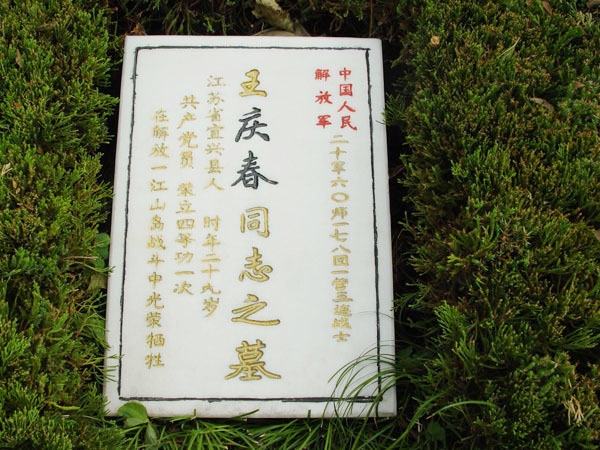 中国人民
解放军
二十军六〇师一七八团一营三连战士
王庆春同志之墓
江苏省宜兴县人 时年二十九岁
共产党员 荣立四等功一次
在解放一江山岛战斗中光荣牺牲